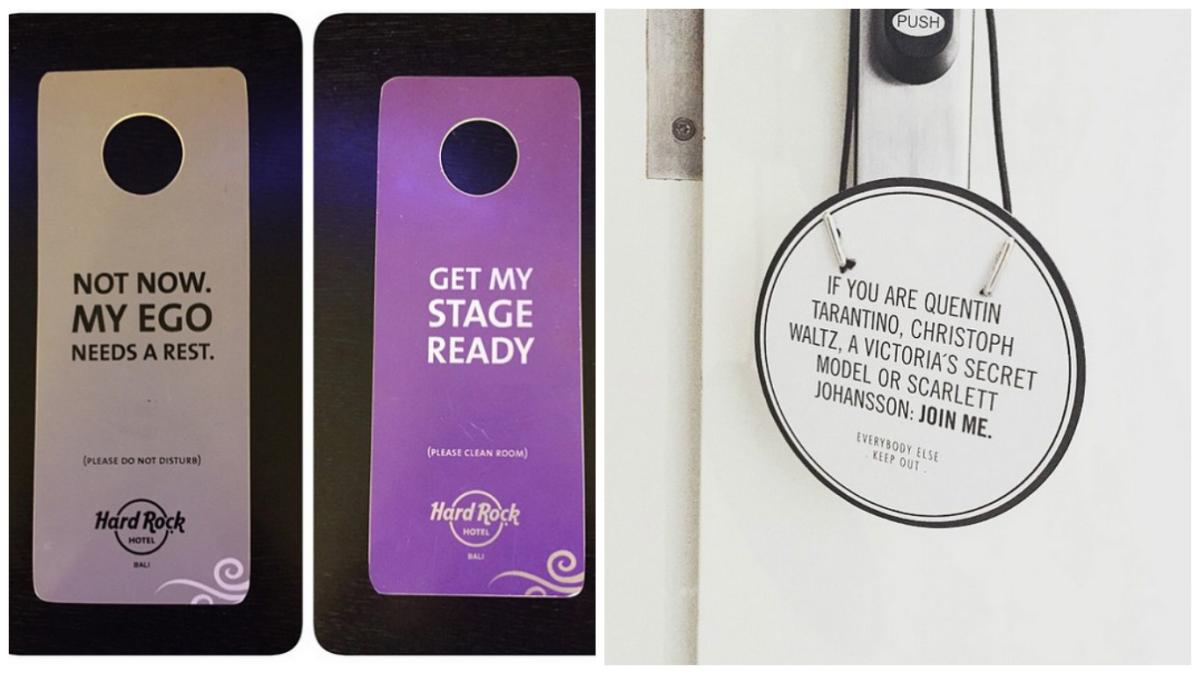 NOT NOW.
MY EGO
NEEDS A REST.
(PLEASE DO NOT DISTURB)
Hard Rock
HOTEL
BALI
GET MY
STAGE
READY
(PLEASE CLEAN ROOM)
Hard Rock
HOTEL
BALI
PUSH
IF YOU ARE QUENTIN
TARANTINO, CHRISTOPH
WALTZ, A VICTORIA´S SECRET
MODEL OR SCARLETT
JOHANSSON: JOIN ME.
EVERYBODY ELSE
- KEEP OUT -